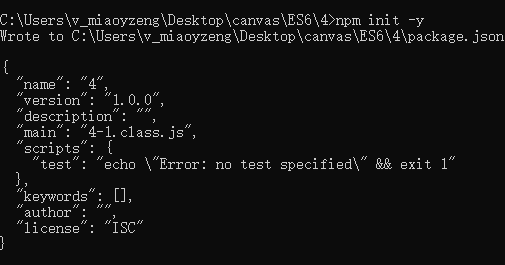 C:\Users\v_miaoyzeng\Desktop\canvas\ES6\4>npm init -y
Wrote to C:\Users\v_miaoyzeng\Desktop\canvas\ES6\4\package.json
{
  "name": "4",
  "version": "1.0.0",
  "description": "",
  "main": "4-1.class.js",
  "scripts": {
    "test": "echo \"Error: no test specified\" && exit 1"
  },
  "keywords": [],
  "author": "",
  "license": "ISC"
}